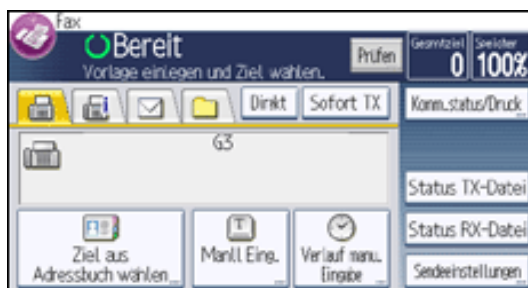 Fax
Bereit
Vorlage einlegen und Ziel wählen.
Prüfen
Gesamtziel
0
Speicher
100%
Direkt
Sofort TX
Komm.status/Druck
G3
Status TX-Datei
Status RX-Datei
Sendeeinstellungen
Ziel aus
Adressbuch wählen
Manll Eing.
Verlauf manu.
Eingabe